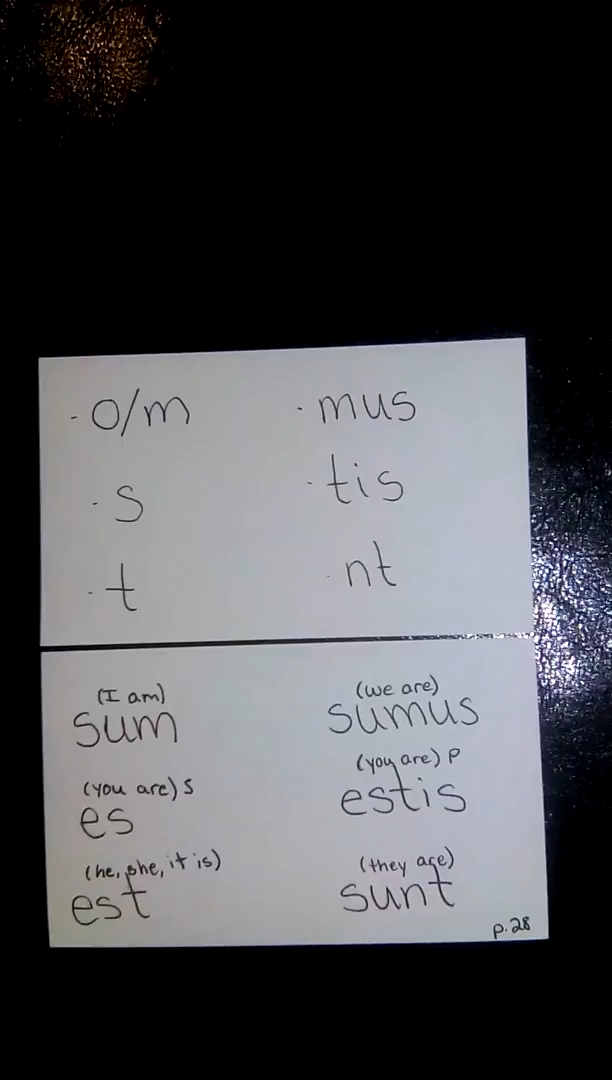 - o/m - mus
- s - tis
- t - nt
(I am) (we are)
sum sumus
(you are) s (you are) P
es estis
(he, she, it is) (they are)
est sunt
p. 28